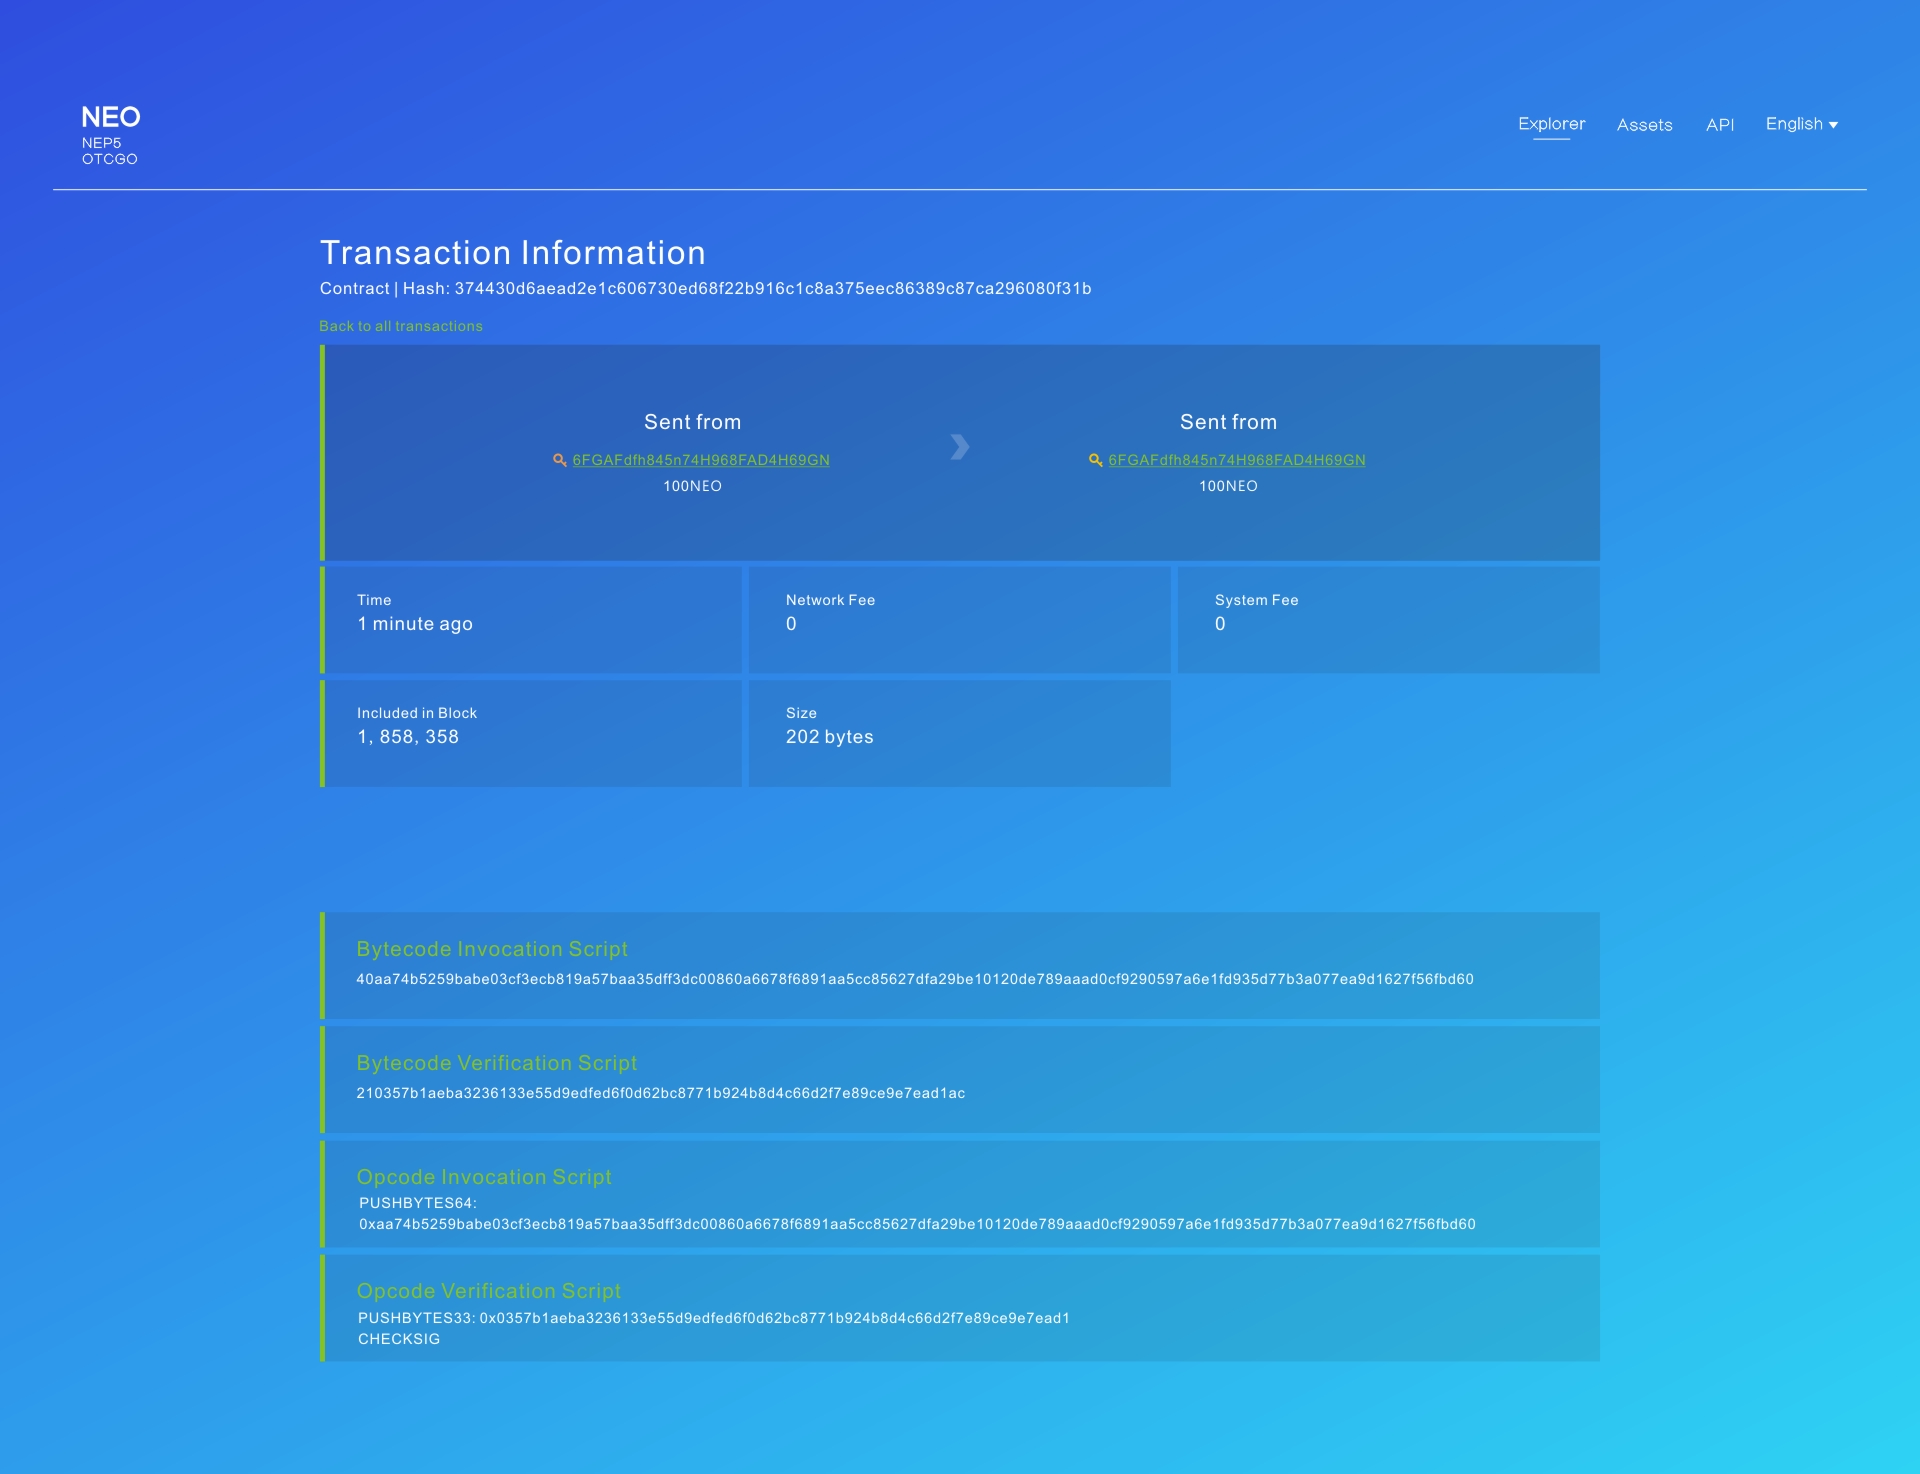 NEO
NEP5
OTCGO
Explorer Assets API English
Transaction Information
Contract | Hash: 374430d6aead2e1c606730ed68f22b916c1c8a375eec86389c87ca296080f31b
Back to all transactions
Sent from
6FGAFdfh845n74H968FAD4H69GN
100NEO
Sent from
6FGAFdfh845n74H968FAD4H69GN
100NEO
Time
1 minute ago
Network Fee
0
System Fee
0
Included in Block
1, 858, 358
Size
202 bytes
Bytecode Invocation Script
40aa74b5259babe03cf3ecb819a57baa35dff3dc00860a6678f6891aa5cc85627dfa29be10120de789aaad0cf9290597a6e1fd935d77b3a077ea9d1627f56fbd60
Bytecode Verification Script
210357b1aeba3236133e55d9edfed6f0d62bc8771b924b8d4c66d2f7e89ce9e7ead1ac
Opcode Invocation Script
PUSHBYTES64:
0xaa74b5259babe03cf3ecb819a57baa35dff3dc00860a6678f6891aa5cc85627dfa29be10120de789aaad0cf9290597a6e1fd935d77b3a077ea9d1627f56fbd60
Opcode Verification Script
PUSHBYTES33: 0x0357b1aeba3236133e55d9edfed6f0d62bc8771b924b8d4c66d2f7e89ce9e7ead1
CHECKSIG